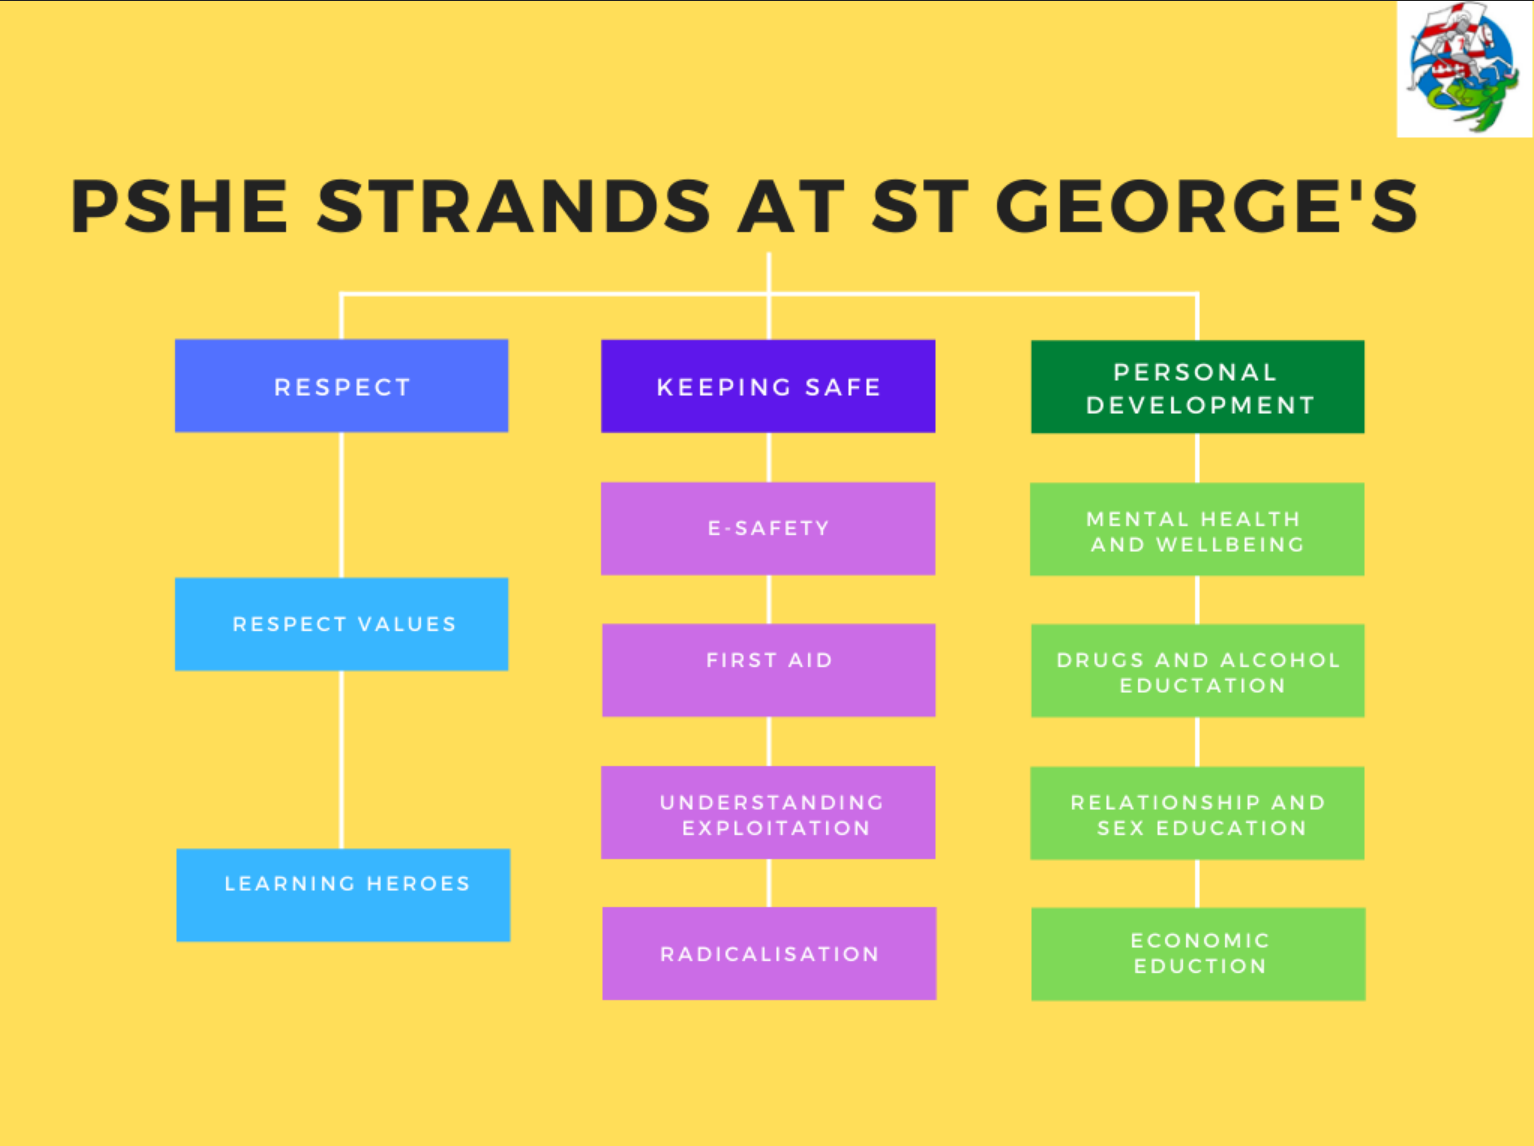 PSHE STRANDS AT ST GEORGE'S
RESPECT
RESPECT VALUES
LEARNING HEROES
KEEPING SAFE
E-SAFETY
FIRST AID
UNDERSTANDING
EXPLOITATION
RADICALISATION
PERSONAL
DEVELOPMENT
MENTAL HEALTH
AND WELLBEING
DRUGS AND ALCOHOL
EDUCTATION
RELATIONSHIP AND
SEX EDUCATION
ECONOMIC
EDUCTION